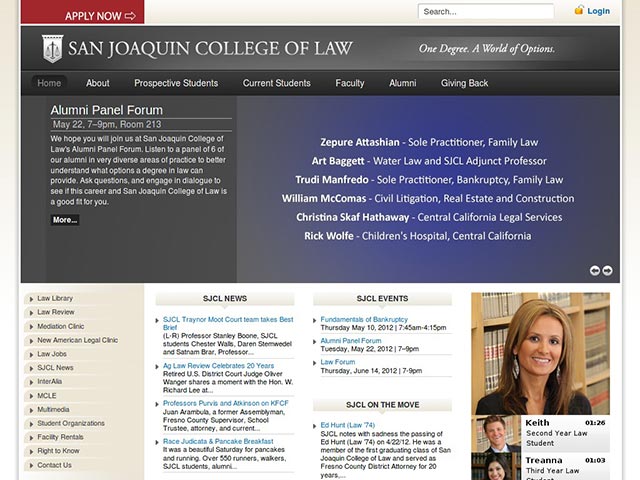 APPLY NOW
Search...
Login
SAN JOAQUIN COLLEGE OF LAW
One Degree. A World of Options.
Home About Prospective Students Current Students Faculty Alumni Giving Back
Alumni Panel Forum
May 22, 7–9pm, Room 213
We hope you will join us at San Joaquin College of
Law's Alumni Panel Forum. Listen to a panel of 6 of
our alumni in very diverse areas of practice to better
understand what options a degree in law can
provide. Ask questions, and engage in dialogue to
see if this career and San Joaquin College of Law is
a good fit for you.
More...
Zepure Attashian - Sole Practitioner, Family Law
Art Baggett - Water Law and SJCL Adjunct Professor
Trudi Manfredo - Sole Practitioner, Bankruptcy, Family Law
William McComas - Civil Litigation, Real Estate and Construction
Christina Skaf Hathaway - Central California Legal Services
Rick Wolfe - Children's Hospital, Central California
Law Library
Law Review
Mediation Clinic
New American Legal Clinic
Law Jobs
SJCL News
InterAlia
MCLE
Multimedia
Student Organizations
Facility Rentals
Right to Know
Contact Us
SJCL NEWS
SJCL Traynor Moot Court team takes Best
Brief
(L-R) Professor Stanley Boone, SJCL
students Chester Walls, Daren Stemwedel
and Satnam Brar, Professor...
Ag Law Review Celebrates 20 Years
Retired U.S. District Court Judge Oliver
Wanger shares a moment with the Hon. W.
Richard Lee at...
Professors Purvis and Atkinson on KFCF
Juan Arambula, a former Assemblyman,
Fresno County Supervisor, School
Trustee, attorney, and current...
Race Judicata & Pancake Breakfast
It was a beautiful Saturday for pancakes
and running. Over 550 runners, walkers,
SJCL students, alumni...
SJCL EVENTS
Fundamentals of Bankruptcy
Thursday May 10, 2012 | 7:45am-4:15pm
Alumni Panel Forum
Tuesday, May 22, 2012 | 7–9pm
Law Forum
Thursday, June 14, 2012 | 7-9pm
SJCL ON THE MOVE
Ed Hunt (Law '74)
SJCL notes with sadness the passing of
Ed Hunt (Law '74) on 4/22/12. He was a
member of the first graduating class of San
Joaquin College of Law and served as
Fresno County District Attorney for 20
years,...
Keith 01:26
Second Year Law
Student
Treanna 01:03
Third Year Law
Student